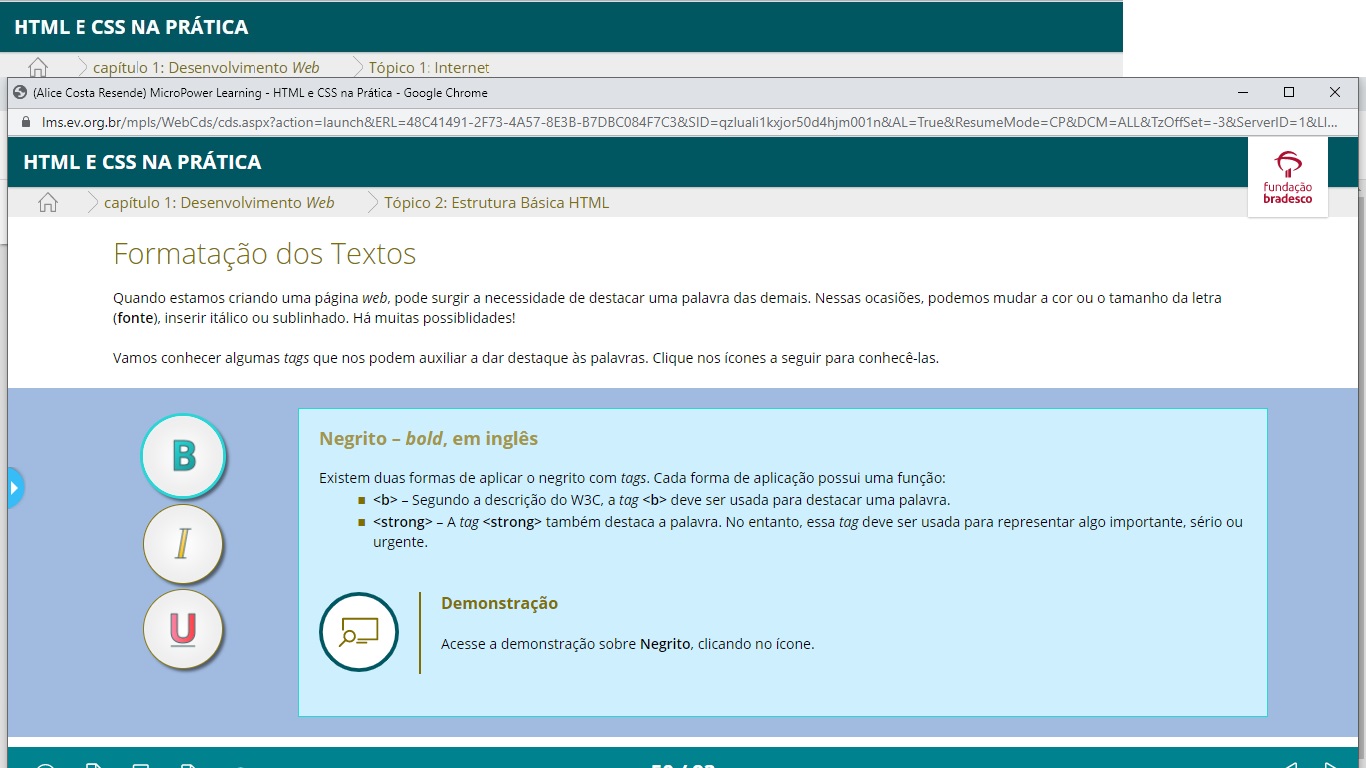 HTML E CSS NA PRÁTICA
capítulo 1: Desenvolvimento Web Tópico 1: Internet
(Alice Costa Resende) MicroPower Learning - HTML e CSS na Prática - Google Chrome
lms.ev.org.br/mpls/WebCds/cds.aspx?action=launch&ERL=48C41491-2F73-4A57-8E3B-B7DBC084F7C3&SID=qzluali1kxjor50d4hjm001n&AL=True&ResumeMode=CP&DCM=ALL&TzOffSet=-3&ServerID=1&LI...
HTML E CSS NA PRÁTICA
fundação
bradesco
capítulo 1: Desenvolvimento Web Tópico 2: Estrutura Básica HTML
Formatação dos Textos
Quando estamos criando uma página web, pode surgir a necessidade de destacar uma palavra das demais. Nessas ocasiões, podemos mudar a cor ou o tamanho da letra
(fonte), inserir itálico ou sublinhado. Há muitas possiblidades!
Vamos conhecer algumas tags que nos podem auxiliar a dar destaque às palavras. Clique nos ícones a seguir para conhecê-las.
B
I
U
Negrito – bold, em inglês
Existem duas formas de aplicar o negrito com tags. Cada forma de aplicação possui uma função:
<b> – Segundo a descrição do W3C, a tag <b> deve ser usada para destacar uma palavra.
<strong> – A tag <strong> também destaca a palavra. No entanto, essa tag deve ser usada para representar algo importante, sério ou
urgente.
Demonstração
Acesse a demonstração sobre Negrito, clicando no ícone.